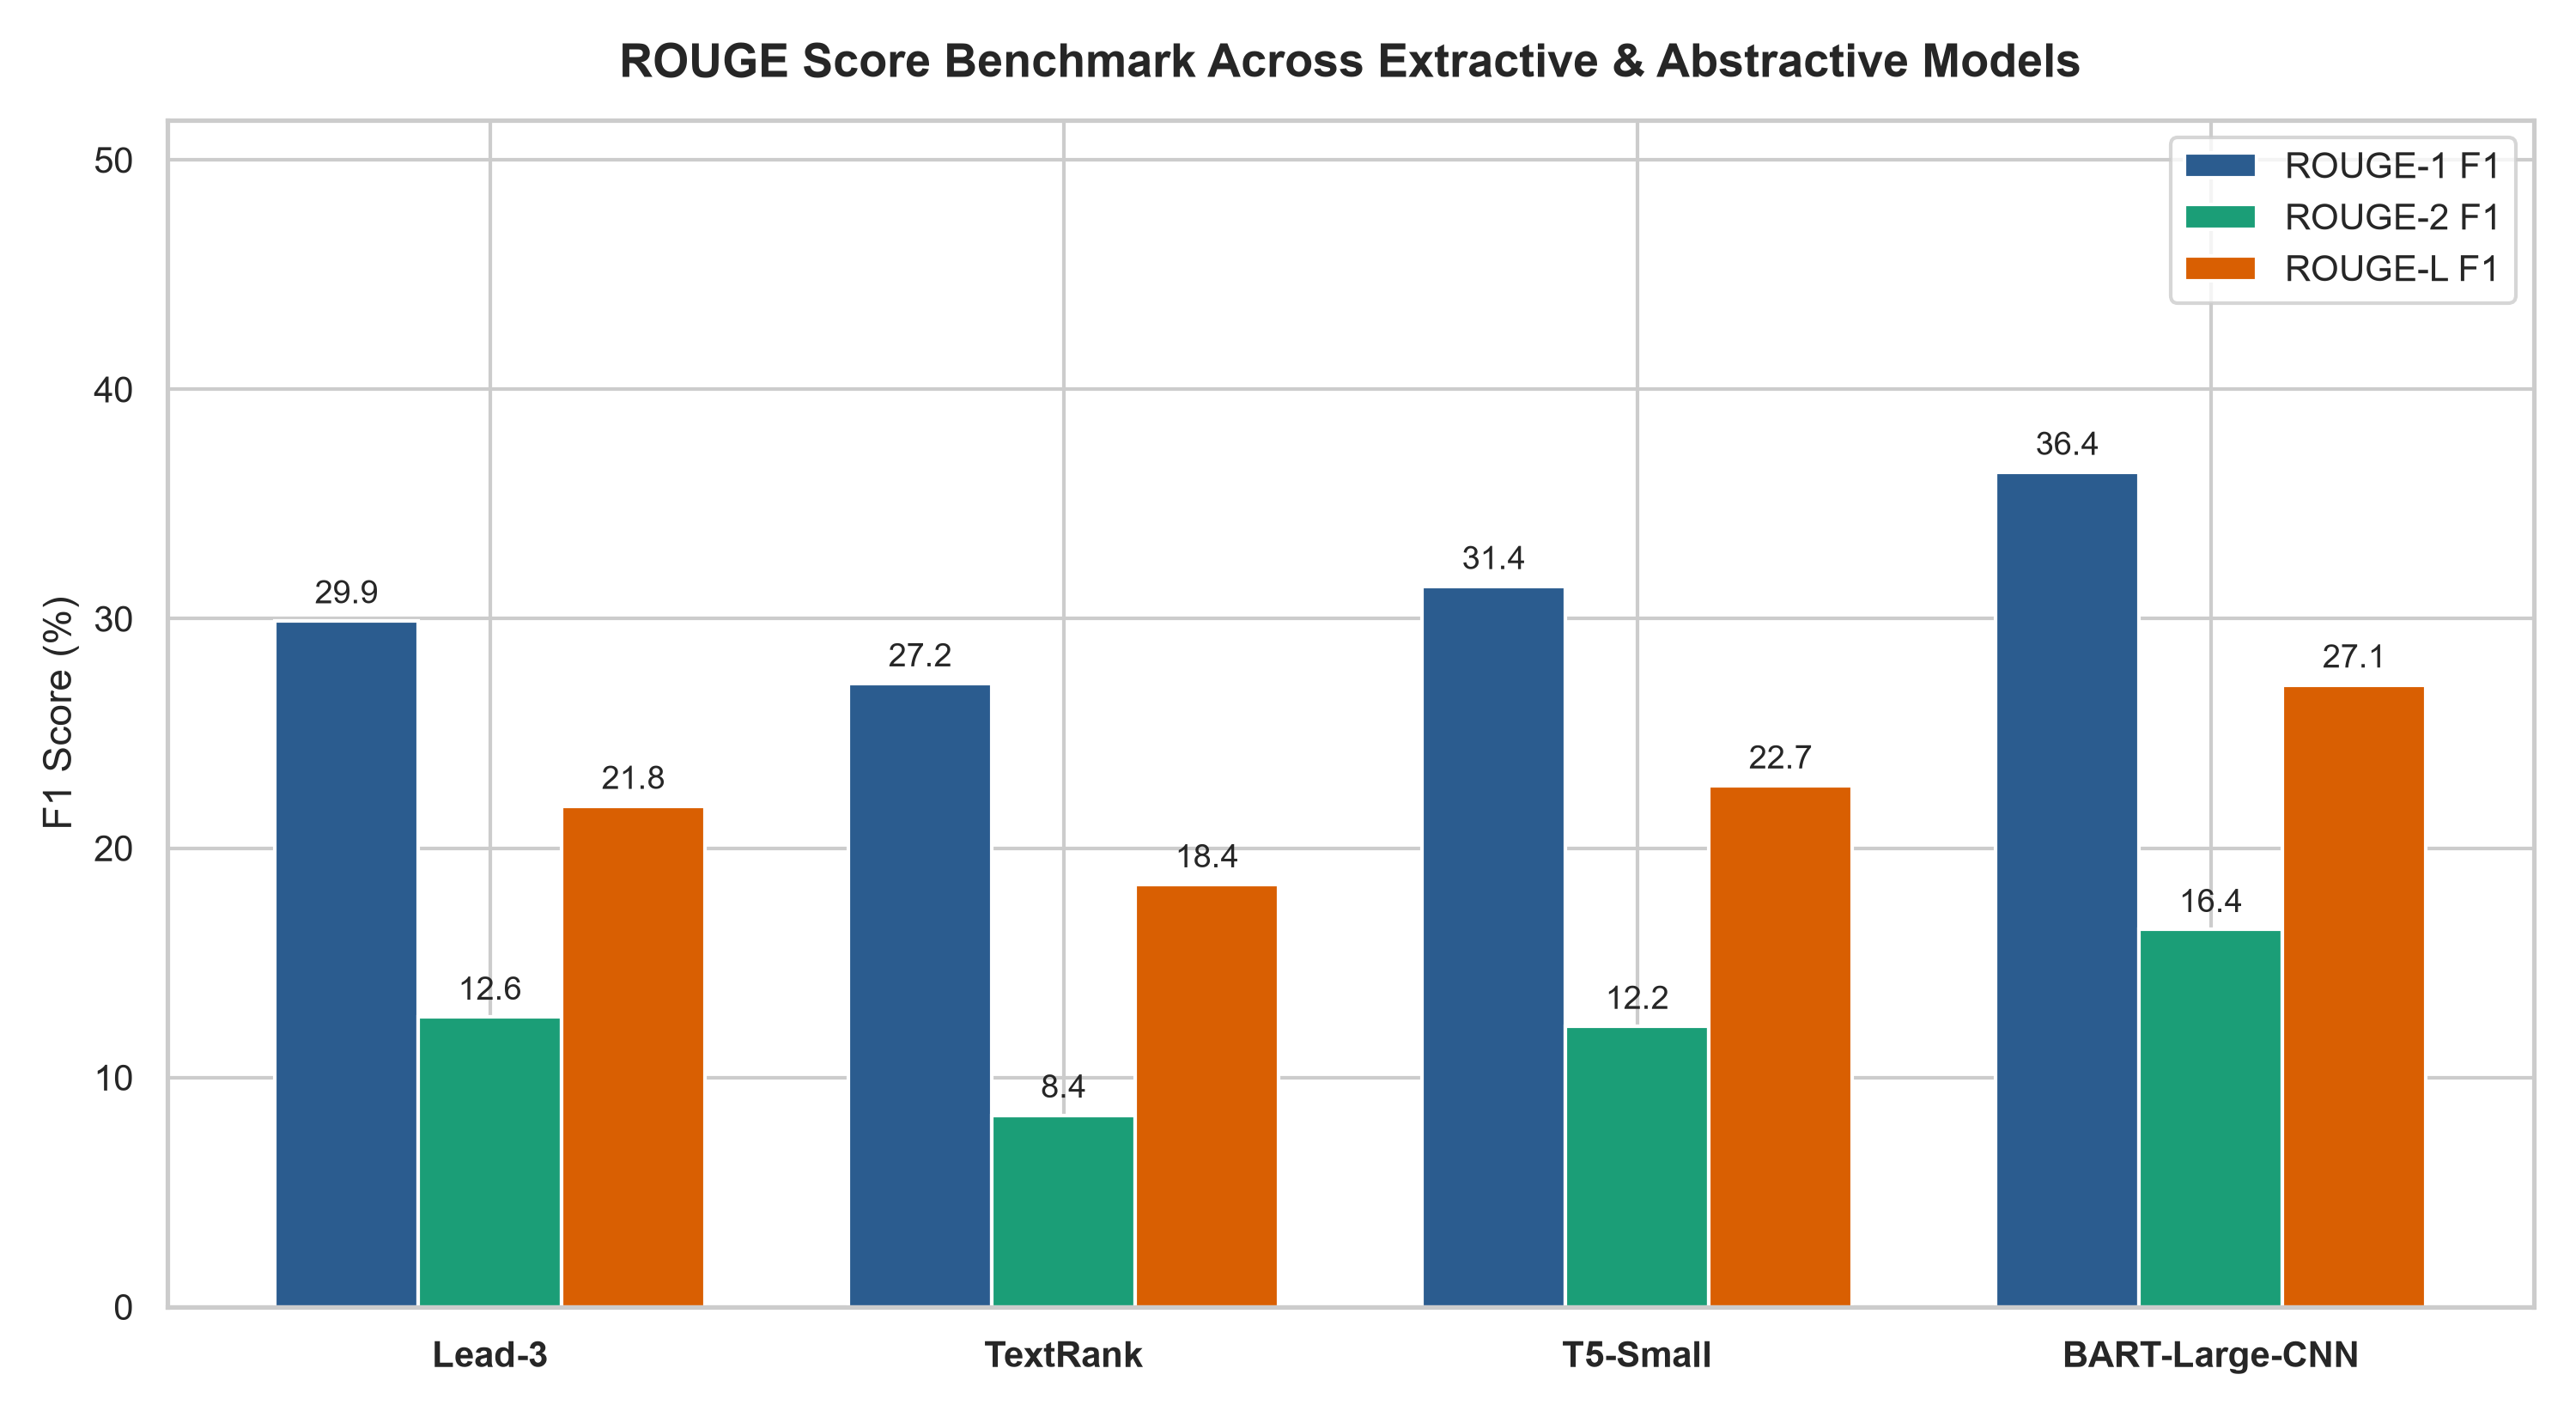 ROUGE Score Benchmark Across Extractive & Abstractive Models
ROUGE-1 F1
ROUGE-2 F1
ROUGE-L F1
F1 Score (%)
50
40
30
20
10
0
29.9
12.6
21.8
27.2
8.4
18.4
31.4
12.2
22.7
36.4
16.4
27.1
Lead-3
TextRank
T5-Small
BART-Large-CNN